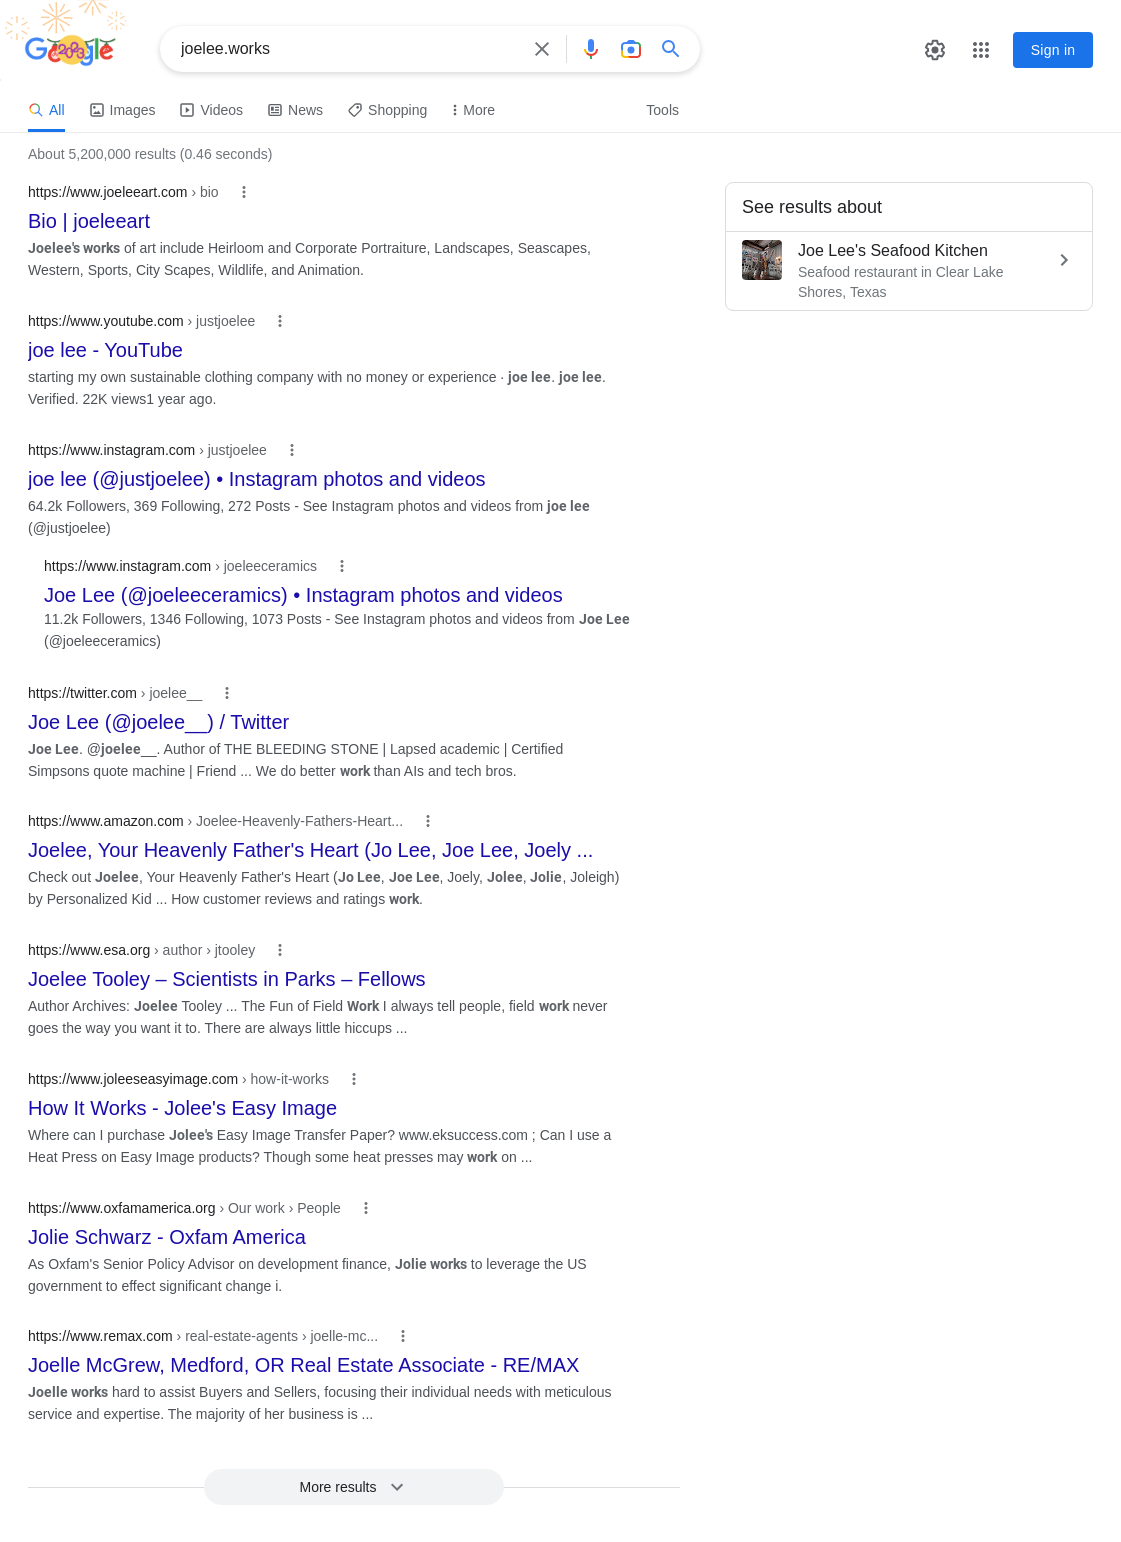 Google
joelee.works
Sign in
All
Images
Videos
News
Shopping
More
Tools
About 5,200,000 results (0.46 seconds)
https://www.joeleeart.com › bio
Bio | joeleeart
Joelee's works of art include Heirloom and Corporate Portraiture, Landscapes, Seascapes,
Western, Sports, City Scapes, Wildlife, and Animation.
https://www.youtube.com › justjoelee
joe lee - YouTube
starting my own sustainable clothing company with no money or experience · joe lee. joe lee.
Verified. 22K views1 year ago.
https://www.instagram.com › justjoelee
joe lee (@justjoelee) • Instagram photos and videos
64.2k Followers, 369 Following, 272 Posts - See Instagram photos and videos from joe lee
(@justjoelee)
https://www.instagram.com › joeleeceramics
Joe Lee (@joeleeceramics) • Instagram photos and videos
11.2k Followers, 1346 Following, 1073 Posts - See Instagram photos and videos from Joe Lee
(@joeleeceramics)
https://twitter.com › joelee__
Joe Lee (@joelee__) / Twitter
Joe Lee. @joelee__. Author of THE BLEEDING STONE | Lapsed academic | Certified
Simpsons quote machine | Friend ... We do better work than AIs and tech bros.
https://www.amazon.com › Joelee-Heavenly-Fathers-Heart...
Joelee, Your Heavenly Father's Heart (Jo Lee, Joe Lee, Joely ...
Check out Joelee, Your Heavenly Father's Heart (Jo Lee, Joe Lee, Joely, Jolee, Jolie, Joleigh)
by Personalized Kid ... How customer reviews and ratings work.
https://www.esa.org › author › jtooley
Joelee Tooley – Scientists in Parks – Fellows
Author Archives: Joelee Tooley ... The Fun of Field Work I always tell people, field work never
goes the way you want it to. There are always little hiccups ...
https://www.joleeseasyimage.com › how-it-works
How It Works - Jolee's Easy Image
Where can I purchase Jolee's Easy Image Transfer Paper? www.eksuccess.com ; Can I use a
Heat Press on Easy Image products? Though some heat presses may work on ...
https://www.oxfamamerica.org › Our work › People
Jolie Schwarz - Oxfam America
As Oxfam's Senior Policy Advisor on development finance, Jolie works to leverage the US
government to effect significant change i.
https://www.remax.com › real-estate-agents › joelle-mc...
Joelle McGrew, Medford, OR Real Estate Associate - RE/MAX
Joelle works hard to assist Buyers and Sellers, focusing their individual needs with meticulous
service and expertise. The majority of her business is ...
More results
See results about
Joe Lee's Seafood Kitchen
Seafood restaurant in Clear Lake
Shores, Texas